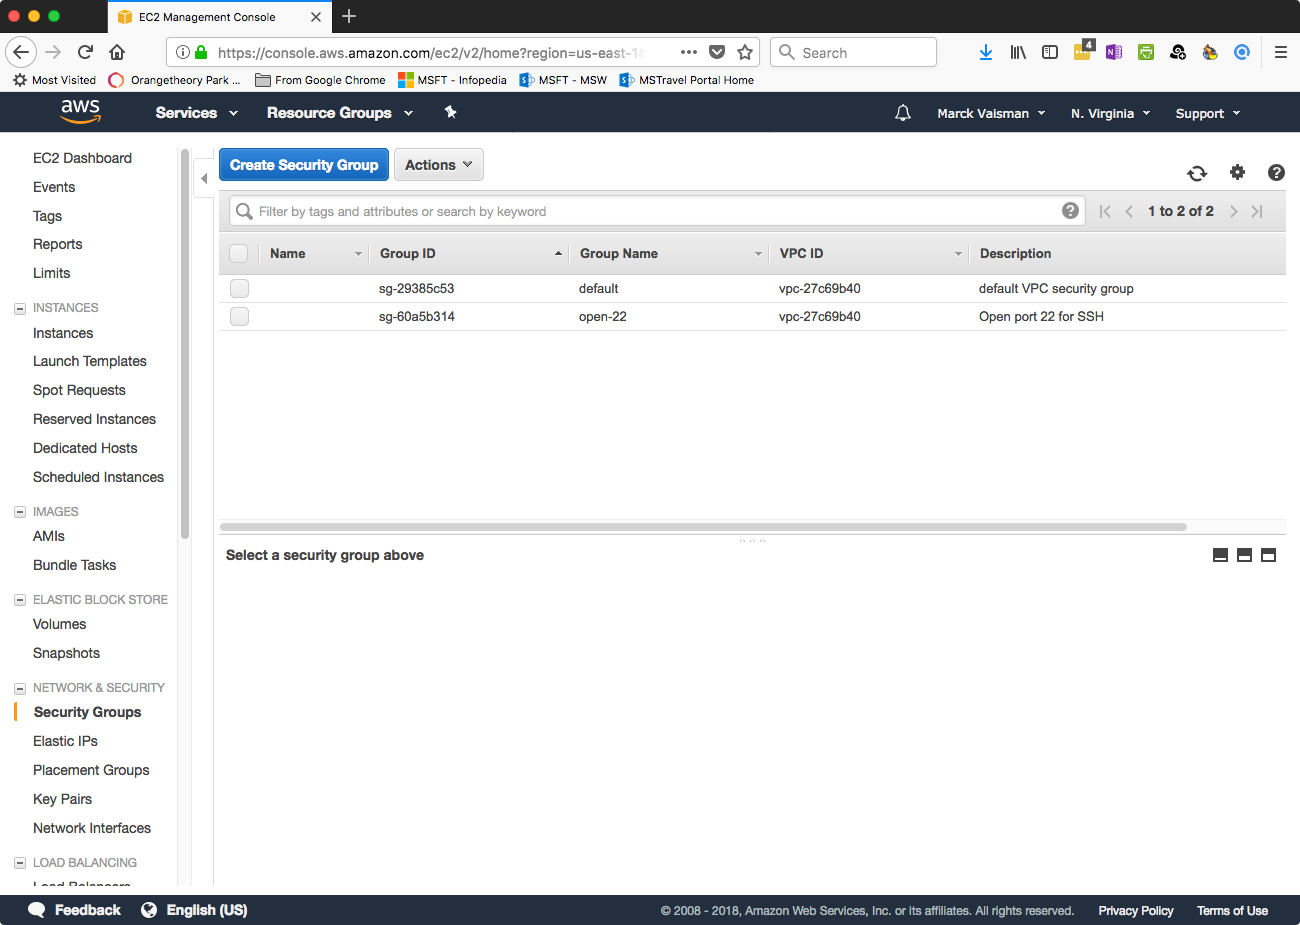 EC2 Management Console
https://console.aws.amazon.com/ec2/v2/home?region=us-east-1
Search
4
Most Visited
Orangetheory Park ...
From Google Chrome
MSFT - Infopedia
MSFT - MSW
MSTravel Portal Home
aws
Services
Resource Groups
Marck Vaisman
N. Virginia
Support
EC2 Dashboard
Events
Tags
Reports
Limits
INSTANCES
Instances
Launch Templates
Spot Requests
Reserved Instances
Dedicated Hosts
Scheduled Instances
IMAGES
AMIs
Bundle Tasks
ELASTIC BLOCK STORE
Volumes
Snapshots
NETWORK & SECURITY
Security Groups
Elastic IPs
Placement Groups
Key Pairs
Network Interfaces
LOAD BALANCING
Load Balancers
Create Security Group
Actions
Filter by tags and attributes or search by keyword
1 to 2 of 2
Name Group ID Group Name VPC ID Description
sg-29385c53 default vpc-27c69b40 default VPC security group
sg-60a5b314 open-22 vpc-27c69b40 Open port 22 for SSH
Select a security group above
Feedback
English (US)
© 2008 - 2018, Amazon Web Services, Inc. or its affiliates. All rights reserved.
Privacy Policy
Terms of Use